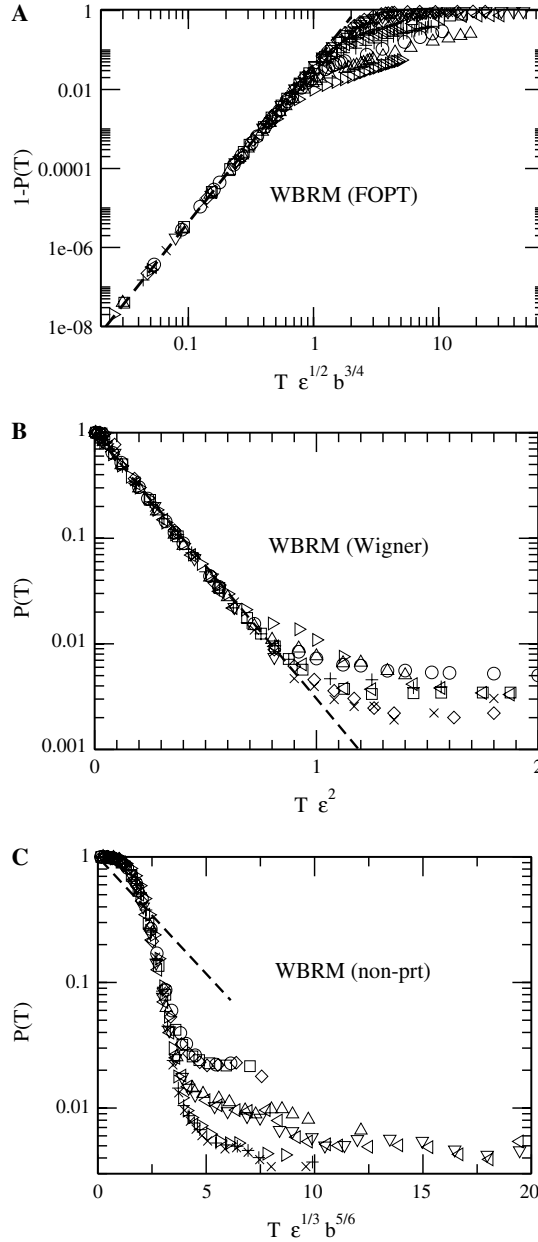 A
1
0.01
0.0001
1e-06
1e-08
1-P(T)
WBRM (FOPT)
0.1 1 10
T ε^{1/2} b^{3/4}
B
1
0.1
0.01
0.001
P(T)
WBRM (Wigner)
0 1 2
T ε^2
C
1
0.1
0.01
P(T)
WBRM (non-prt)
0 5 10 15 20
T ε^{1/3} b^{5/6}